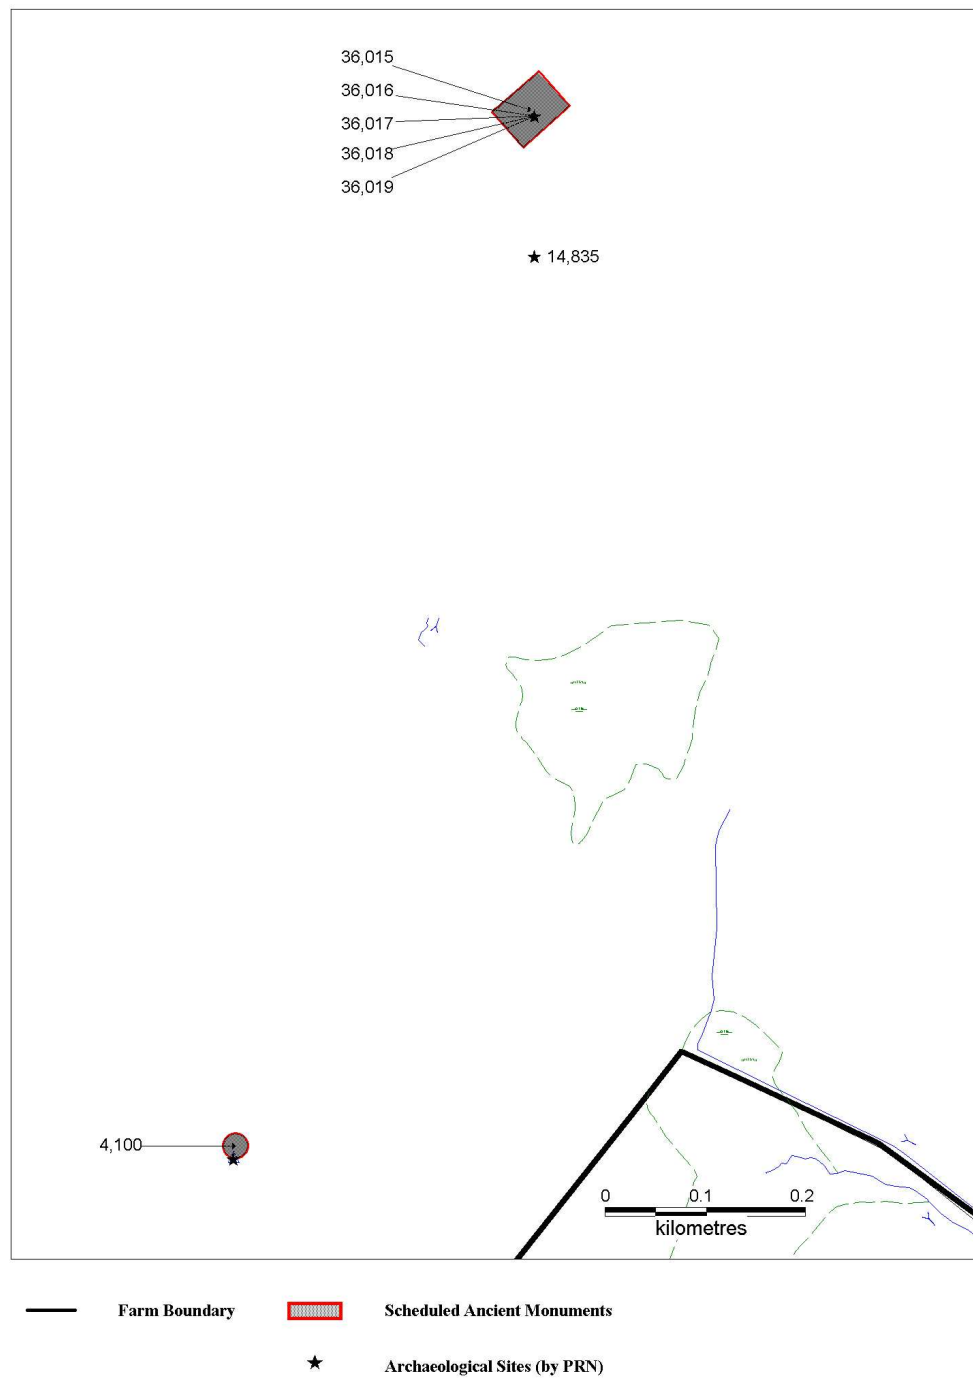 36,015
36,016
36,017
36,018
36,019
14,835
4,100
0 0.1 0.2
kilometres
Farm Boundary Scheduled Ancient Monuments
Archaeological Sites (by PRN)